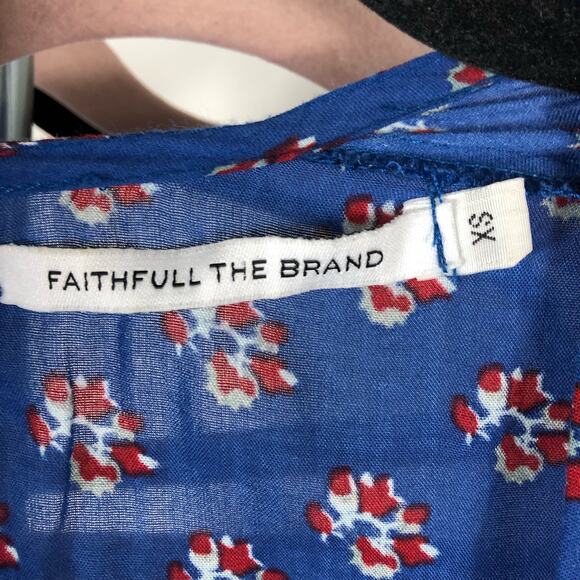 FAITHFULL THE BRAND
XS